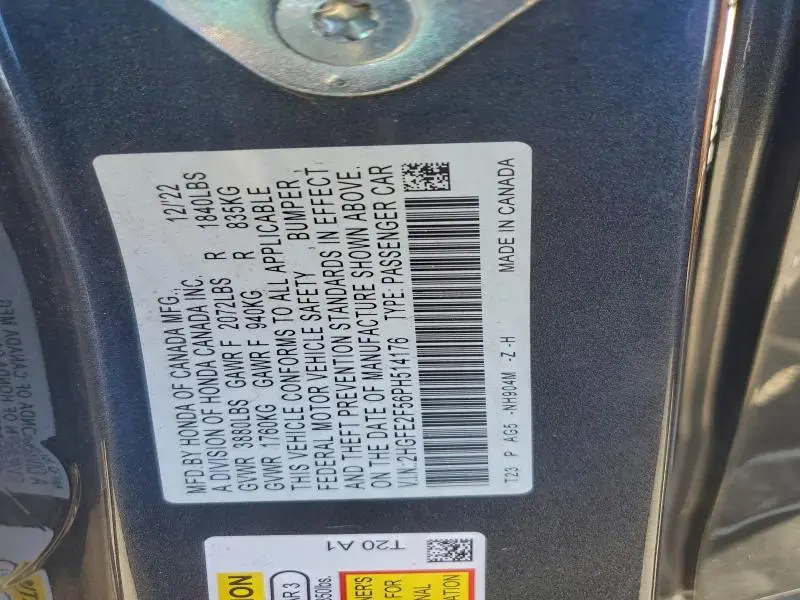 MFD.BY HONDA OF CANADA MFG., 12/22
A DIVISION OF HONDA CANADA INC.
GVWR 3880LBS GAWR F 2072LBS R 1840LBS
GVWR 1760KG GAWR F 940KG R 835KG
THIS VEHICLE CONFORMS TO ALL APPLICABLE
FEDERAL MOTOR VEHICLE SAFETY , BUMPER ,
AND THEFT PREVENTION STANDARDS IN EFFECT
ON THE DATE OF MANUFACTURE SHOWN ABOVE.
V.I.N.:2HGFE2F56PH514176 TYPE: PASSENGER CAR
T23 P AG5 -NH904M -Z -H MADE IN CANADA
T20 A1